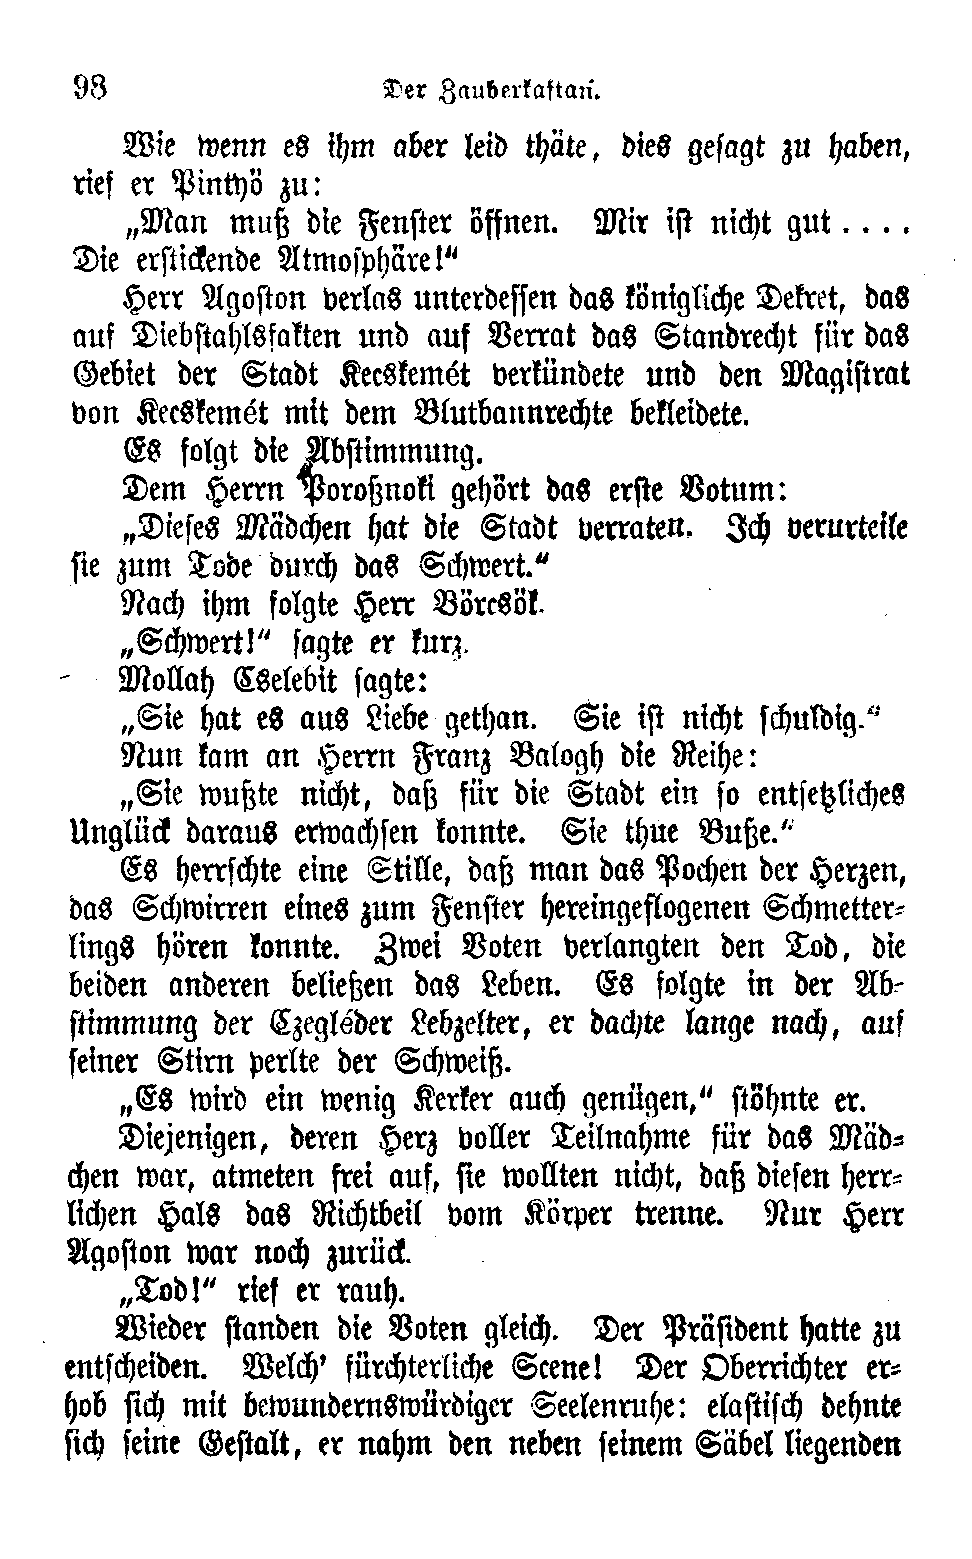 98 Der Zauberkaftan.
Wie wenn es ihm aber leid thäte, dies gesagt zu haben,
rief er Pintyö zu:
„Man muß die Fenster öffnen. Mir ist nicht gut . . . .
Die erstickende Atmosphäre!“
Herr Agoston verlas unterdessen das königliche Dekret, das
auf Diebstahlsfakten und auf Verrat das Standrecht für das
Gebiet der Stadt Kecskemét verkündete und den Magistrat
von Kecskemét mit dem Blutbannrechte bekleidete.
Es folgt die Abstimmung.
Dem Herrn Poroßnoki gehört das erste Votum:
„Dieses Mädchen hat die Stadt verraten. Ich verurteile
sie zum Tode durch das Schwert.“
Nach ihm folgte Herr Börcsök.
„Schwert!“ sagte er kurz.
Mollah Cselebit sagte:
„Sie hat es aus Liebe gethan. Sie ist nicht schuldig.“
Nun kam an Herrn Franz Balogh die Reihe:
„Sie wußte nicht, daß für die Stadt ein so entsetzliches
Unglück daraus erwachsen konnte. Sie thue Buße.“
Es herrschte eine Stille, daß man das Pochen der Herzen,
das Schwirren eines zum Fenster hereingeflogenen Schmetter-
lings hören konnte. Zwei Voten verlangten den Tod, die
beiden anderen beließen das Leben. Es folgte in der Ab-
stimmung der Czegléder Lebzelter, er dachte lange nach, auf
seiner Stirn perlte der Schweiß.
„Es wird ein wenig Kerker auch genügen,“ stöhnte er.
Diejenigen, deren Herz voller Teilnahme für das Mäd-
chen war, atmeten frei auf, sie wollten nicht, daß diesen herr-
lichen Hals das Richtbeil vom Körper trenne. Nur Herr
Agoston war noch zurück.
„Tod!“ rief er rauh.
Wieder standen die Voten gleich. Der Präsident hatte zu
entscheiden. Welch’ fürchterliche Scene! Der Oberrichter er-
hob sich mit bewundernswürdiger Seelenruhe: elastisch dehnte
sich seine Gestalt, er nahm den neben seinem Säbel liegenden